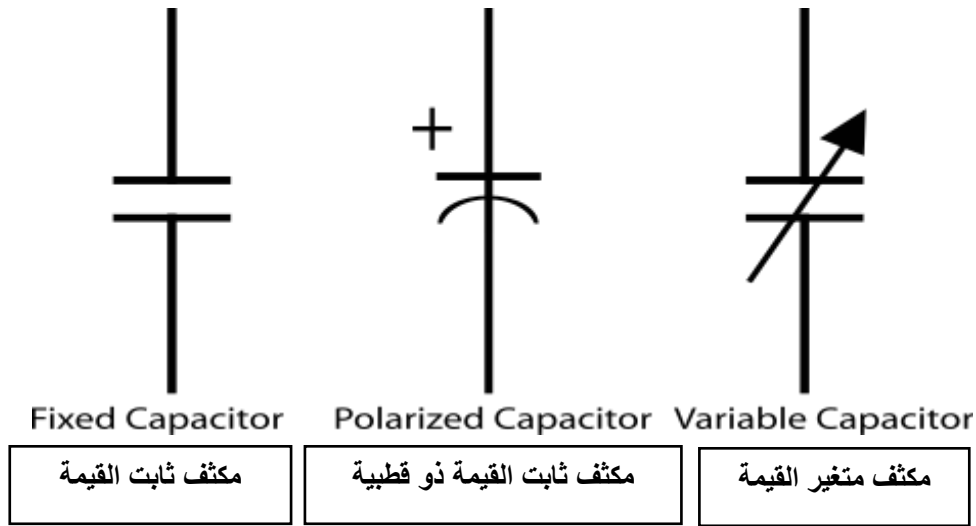 +
Fixed Capacitor
Polarized Capacitor
Variable Capacitor
مكثف ثابت القيمة
مكثف ثابت القيمة ذو قطبية
مكثف متغير القيمة